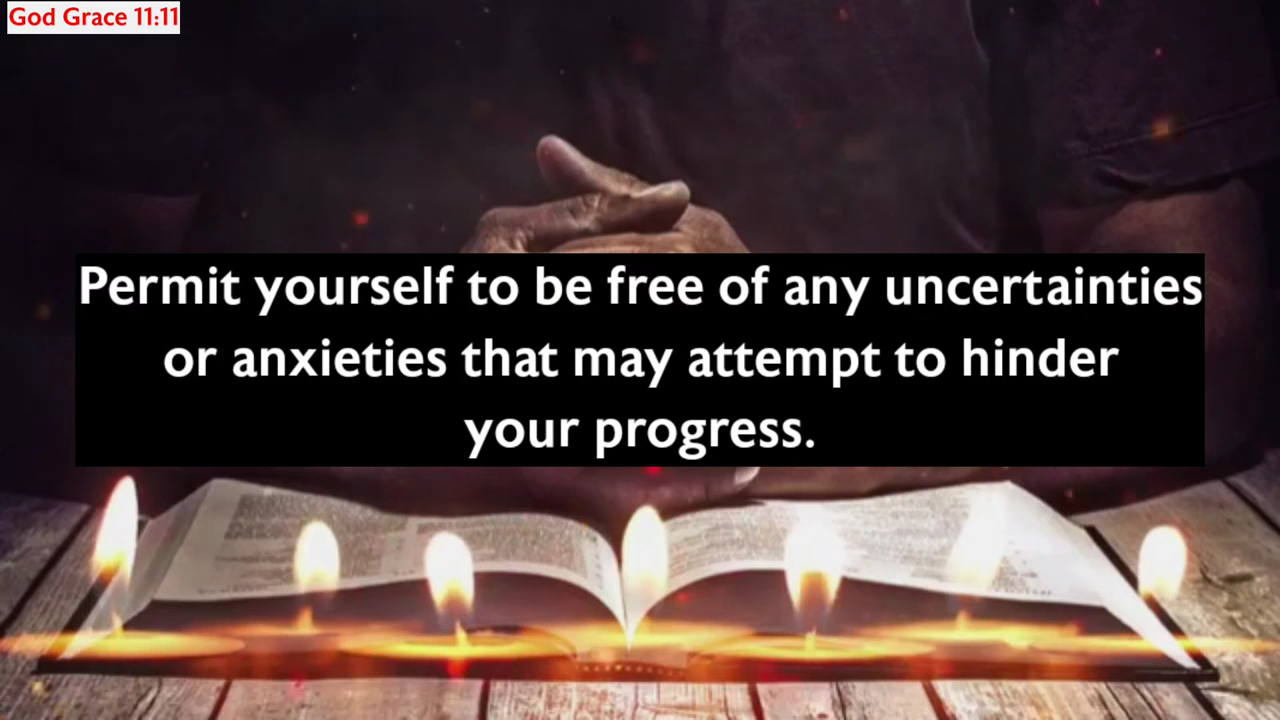 God Grace 11:11
Permit yourself to be free of any uncertainties
or anxieties that may attempt to hinder
your progress.